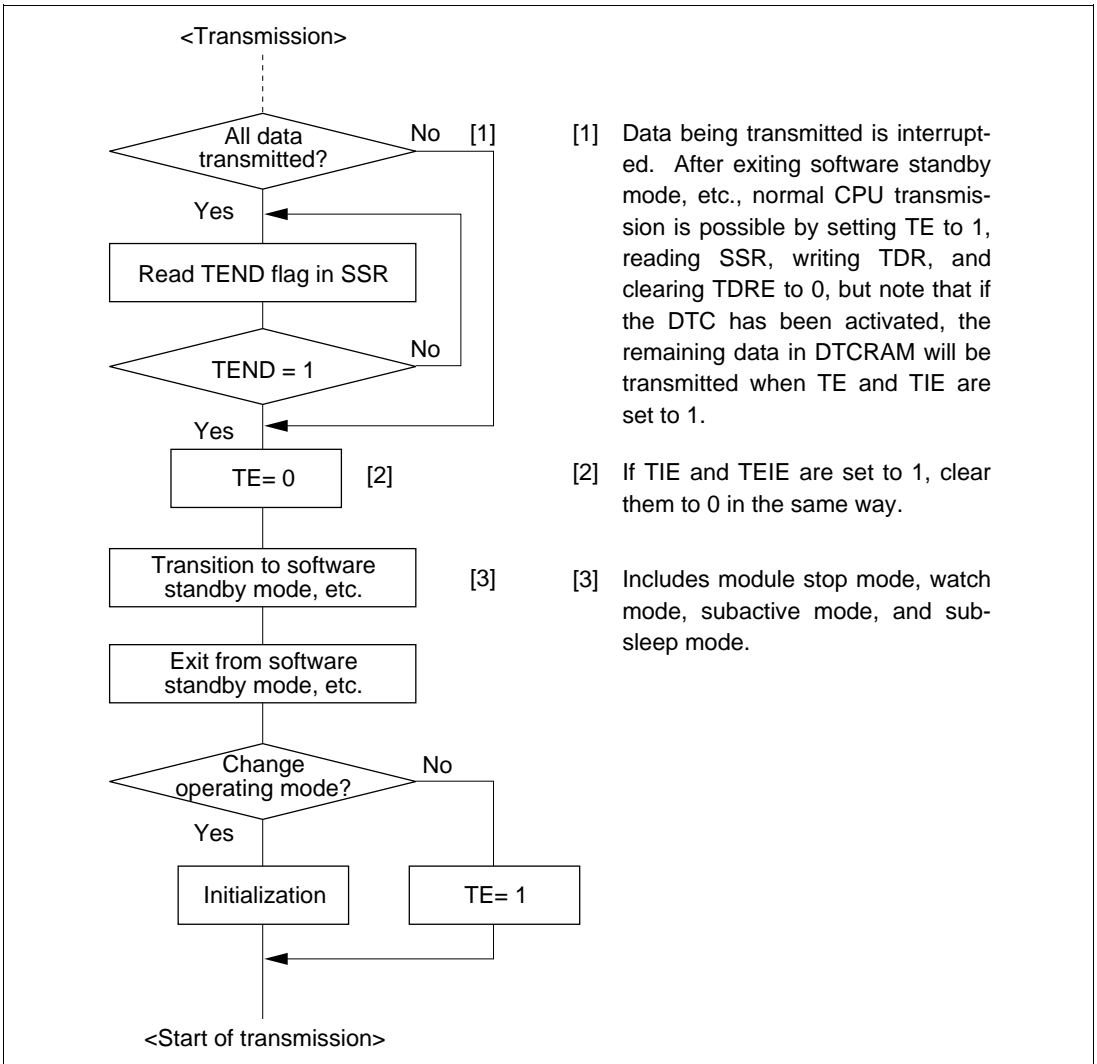 <Transmission>
All data
transmitted?
No
[1]
Yes
Read TEND flag in SSR
TEND = 1
No
Yes
TE= 0
[2]
Transition to software
standby mode, etc.
[3]
Exit from software
standby mode, etc.
Change
operating mode?
No
Yes
Initialization
TE= 1
<Start of transmission>
[1] Data being transmitted is interrupt-
ed. After exiting software standby
mode, etc., normal CPU transmis-
sion is possible by setting TE to 1,
reading SSR, writing TDR, and
clearing TDRE to 0, but note that if
the DTC has been activated, the
remaining data in DTCRAM will be
transmitted when TE and TIE are
set to 1.
[2] If TIE and TEIE are set to 1, clear
them to 0 in the same way.
[3] Includes module stop mode, watch
mode, subactive mode, and sub-
sleep mode.